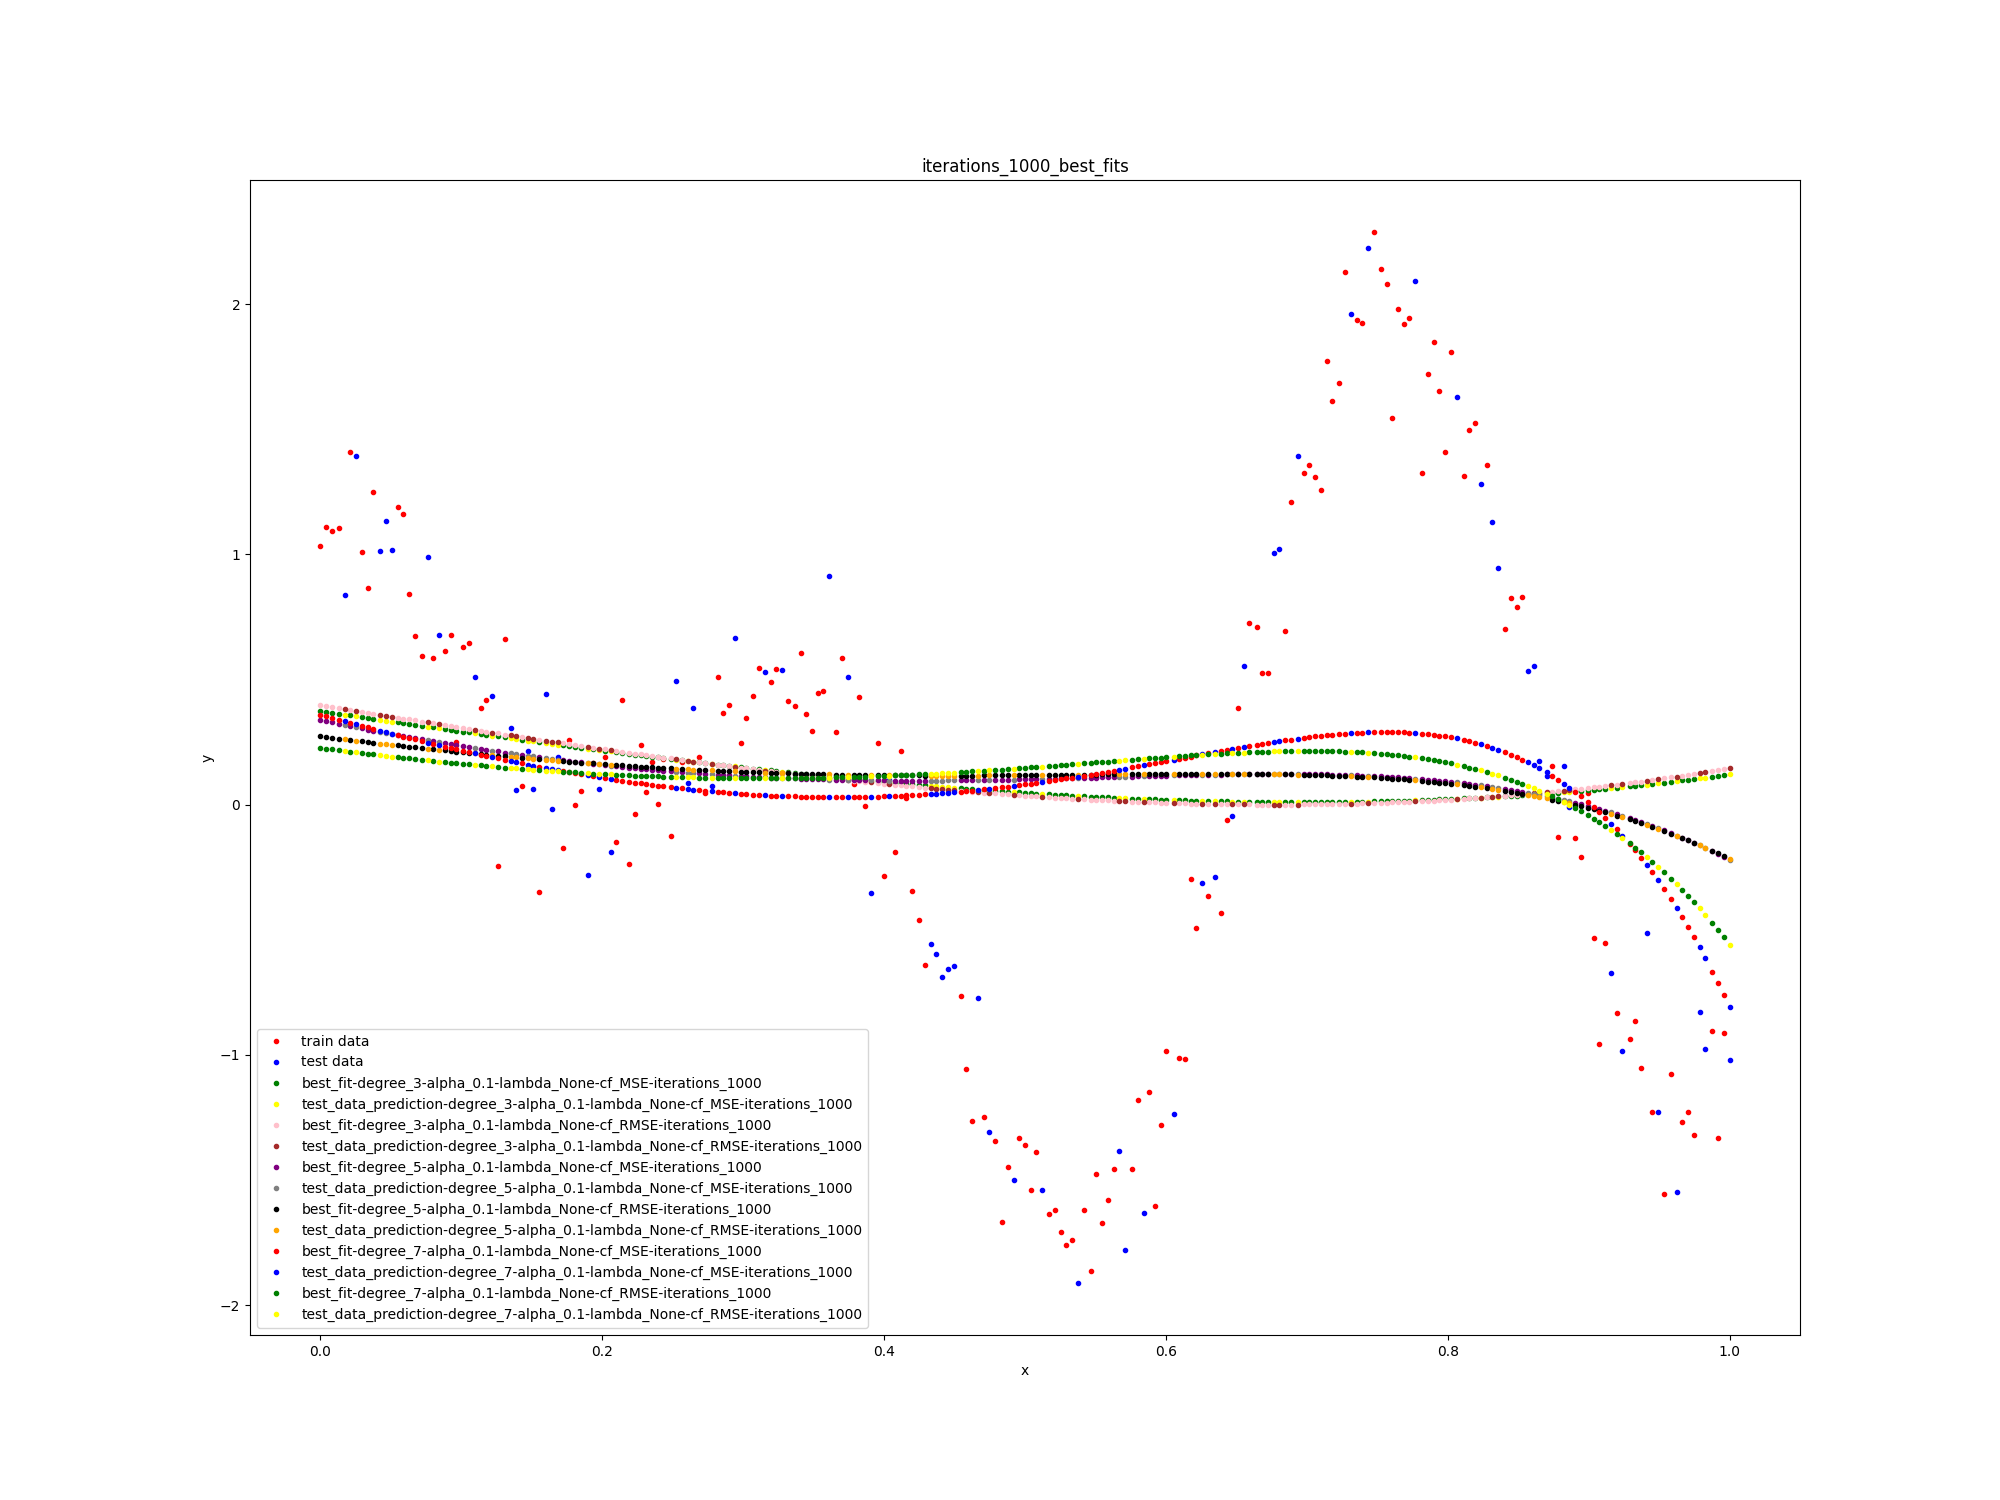 iterations_1000_best_fits
y
2
1
0
−1
−2
train data
test data
best_fit-degree_3-alpha_0.1-lambda_None-cf_MSE-iterations_1000
test_data_prediction-degree_3-alpha_0.1-lambda_None-cf_MSE-iterations_1000
best_fit-degree_3-alpha_0.1-lambda_None-cf_RMSE-iterations_1000
test_data_prediction-degree_3-alpha_0.1-lambda_None-cf_RMSE-iterations_1000
best_fit-degree_5-alpha_0.1-lambda_None-cf_MSE-iterations_1000
test_data_prediction-degree_5-alpha_0.1-lambda_None-cf_MSE-iterations_1000
best_fit-degree_5-alpha_0.1-lambda_None-cf_RMSE-iterations_1000
test_data_prediction-degree_5-alpha_0.1-lambda_None-cf_RMSE-iterations_1000
best_fit-degree_7-alpha_0.1-lambda_None-cf_MSE-iterations_1000
test_data_prediction-degree_7-alpha_0.1-lambda_None-cf_MSE-iterations_1000
best_fit-degree_7-alpha_0.1-lambda_None-cf_RMSE-iterations_1000
test_data_prediction-degree_7-alpha_0.1-lambda_None-cf_RMSE-iterations_1000
0.0 0.2 0.4 0.6 0.8 1.0
x